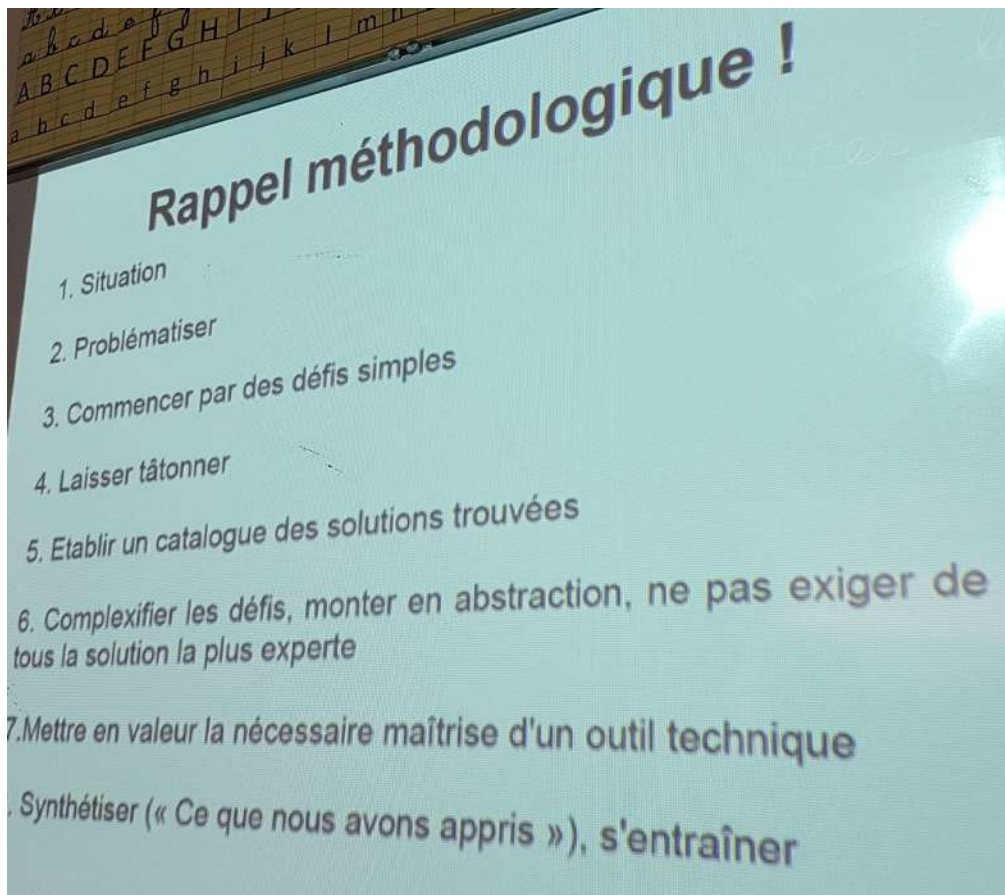 a b c d e f g
A B C D E F G H I
a b c d e f g h i j k l m n
Rappel méthodologique !
1. Situation
2. Problématiser
3. Commencer par des défis simples
4. Laisser tâtonner
5. Etablir un catalogue des solutions trouvées
6. Complexifier les défis, monter en abstraction, ne pas exiger de
tous la solution la plus experte
7.Mettre en valeur la nécessaire maîtrise d'un outil technique
. Synthétiser (« Ce que nous avons appris »), s'entraîner